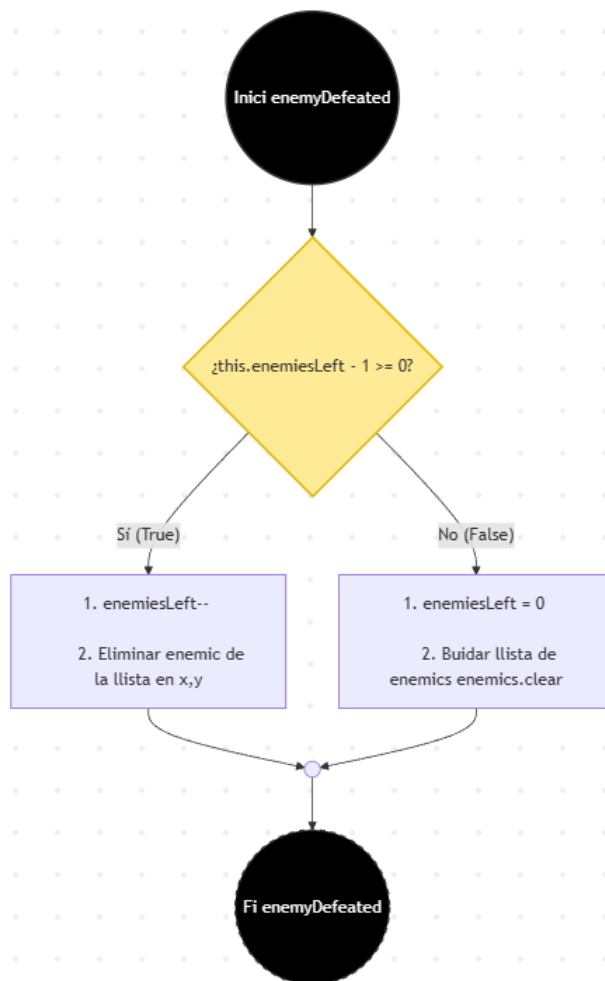 Inici enemyDefeated
¿this.enemiesLeft - 1 >= 0?
Sí (True)
No (False)
1. enemiesLeft--
2. Eliminar enemic de
la llista en x,y
1. enemiesLeft = 0
2. Buidar llista de
enemics enemics.clear
Fi enemyDefeated